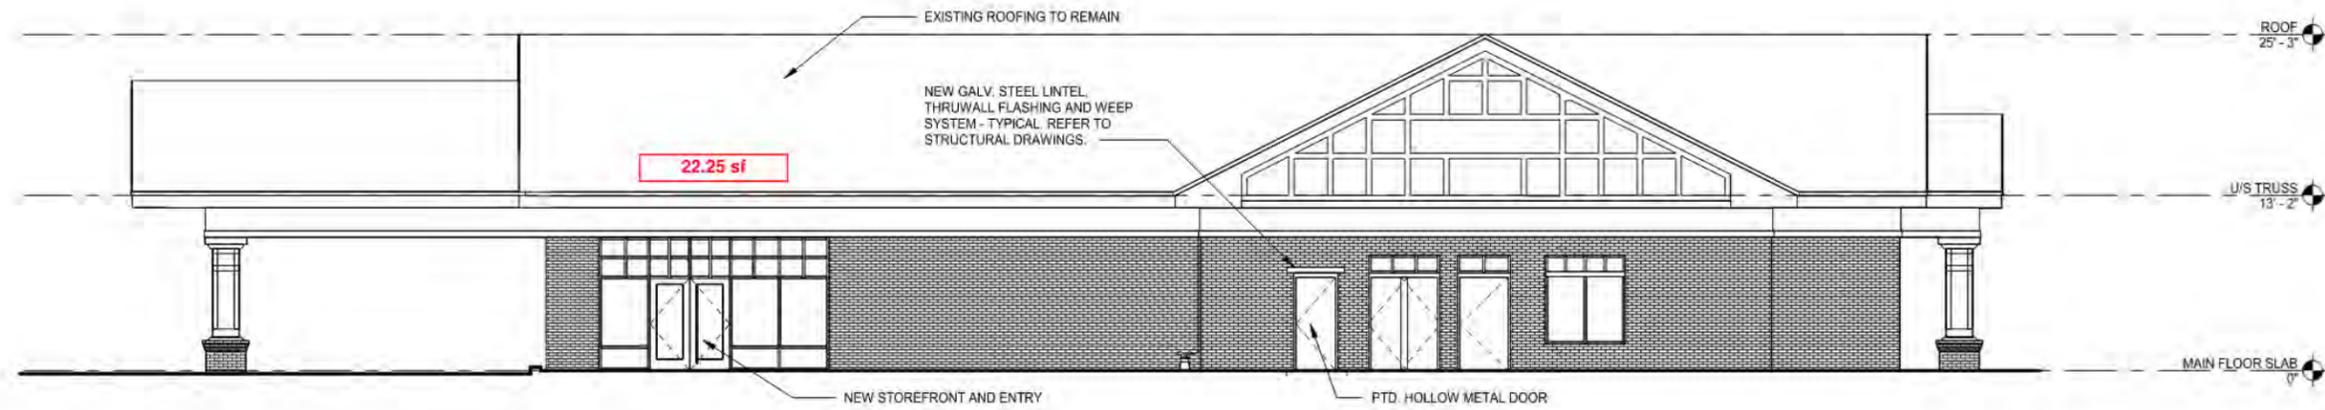 EXISTING ROOFING TO REMAIN
ROOF
25' - 3"
NEW GALV. STEEL LINTEL,
THRUWALL FLASHING AND WEEP
SYSTEM - TYPICAL. REFER TO
STRUCTURAL DRAWINGS.
22.25 sf
U/S TRUSS
13' - 2"
MAIN FLOOR SLAB
0"
NEW STOREFRONT AND ENTRY
PTD. HOLLOW METAL DOOR